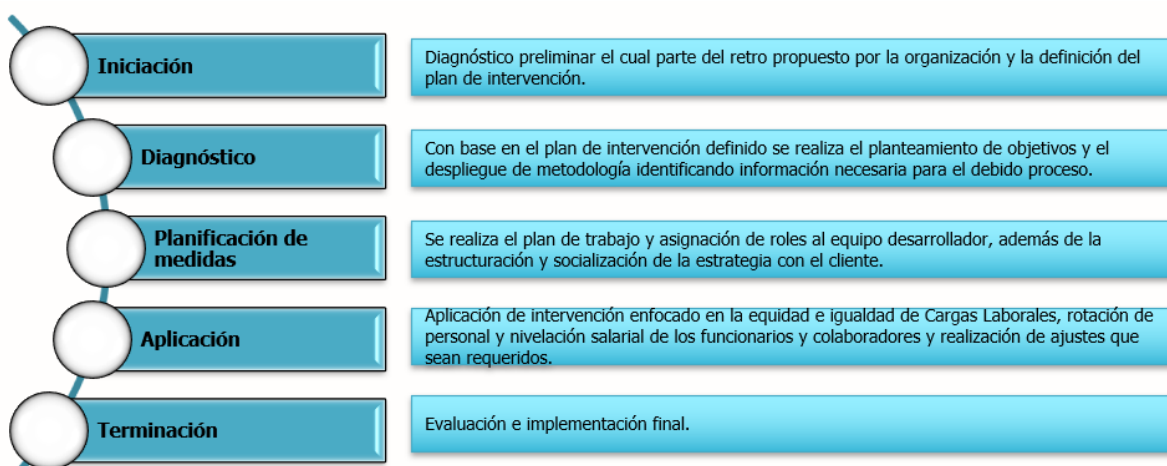 Iniciación
Diagnóstico preliminar el cual parte del retro propuesto por la organización y la definición del
plan de intervención.
Diagnóstico
Con base en el plan de intervención definido se realiza el planteamiento de objetivos y el
despliegue de metodología identificando información necesaria para el debido proceso.
Planificación de
medidas
Se realiza el plan de trabajo y asignación de roles al equipo desarrollador, además de la
estructuración y socialización de la estrategia con el cliente.
Aplicación
Aplicación de intervención enfocado en la equidad e igualdad de Cargas Laborales, rotación de
personal y nivelación salarial de los funcionarios y colaboradores y realización de ajustes que
sean requeridos.
Terminación
Evaluación e implementación final.